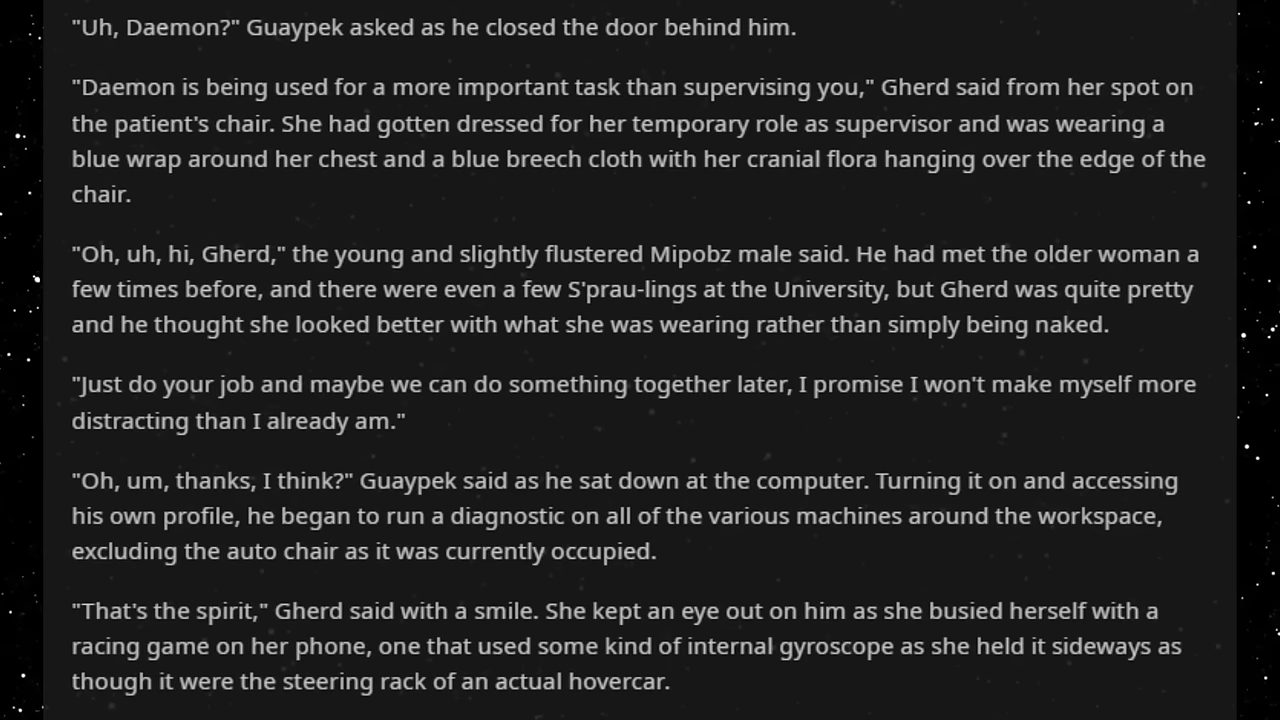 "Uh, Daemon?" Guaypek asked as he closed the door behind him.
"Daemon is being used for a more important task than supervising you," Gherd said from her spot on
the patient's chair. She had gotten dressed for her temporary role as supervisor and was wearing a
blue wrap around her chest and a blue breech cloth with her cranial flora hanging over the edge of the
chair.
"Oh, uh, hi, Gherd," the young and slightly flustered Mipobz male said. He had met the older woman a
few times before, and there were even a few S'prau-lings at the University, but Gherd was quite pretty
and he thought she looked better with what she was wearing rather than simply being naked.
"Just do your job and maybe we can do something together later, I promise I won't make myself more
distracting than I already am."
"Oh, um, thanks, I think?" Guaypek said as he sat down at the computer. Turning it on and accessing
his own profile, he began to run a diagnostic on all of the various machines around the workspace,
excluding the auto chair as it was currently occupied.
"That's the spirit," Gherd said with a smile. She kept an eye out on him as she busied herself with a
racing game on her phone, one that used some kind of internal gyroscope as she held it sideways as
though it were the steering rack of an actual hovercar.